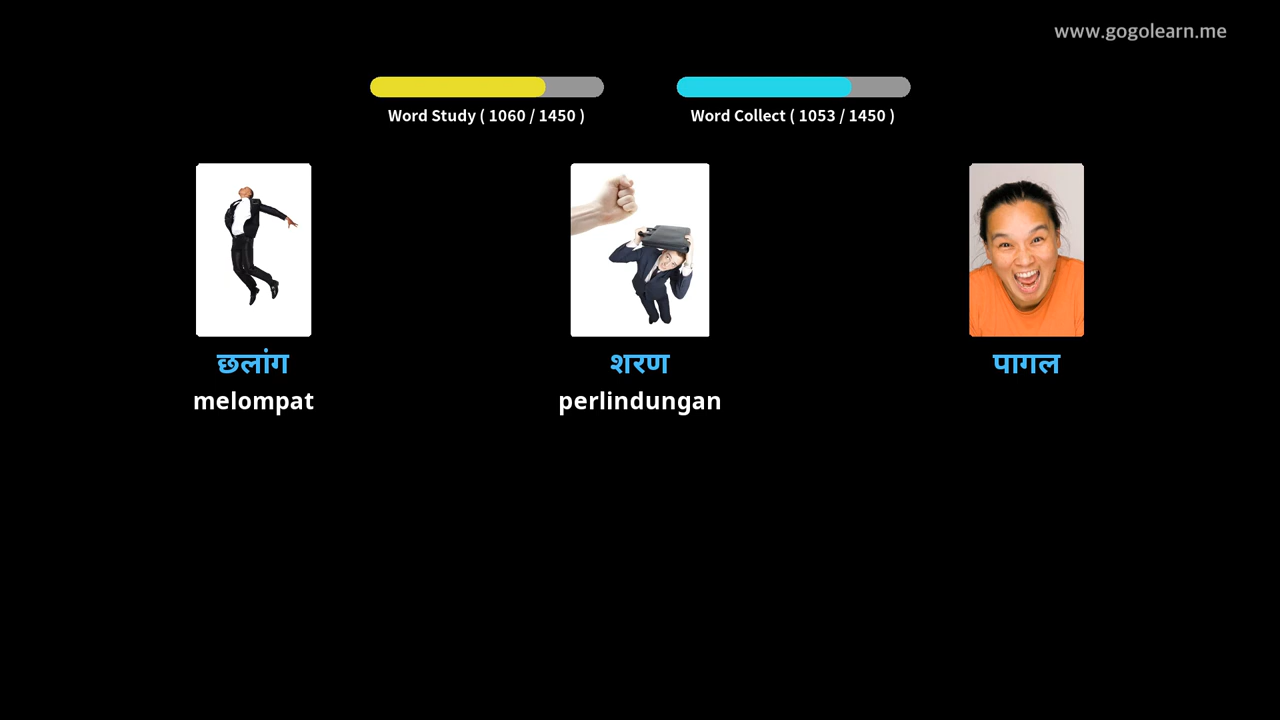 www.gogolearn.me
Word Study ( 1060 / 1450 )
Word Collect ( 1053 / 1450 )
छलांग
शरण
पागल
melompat
perlindungan